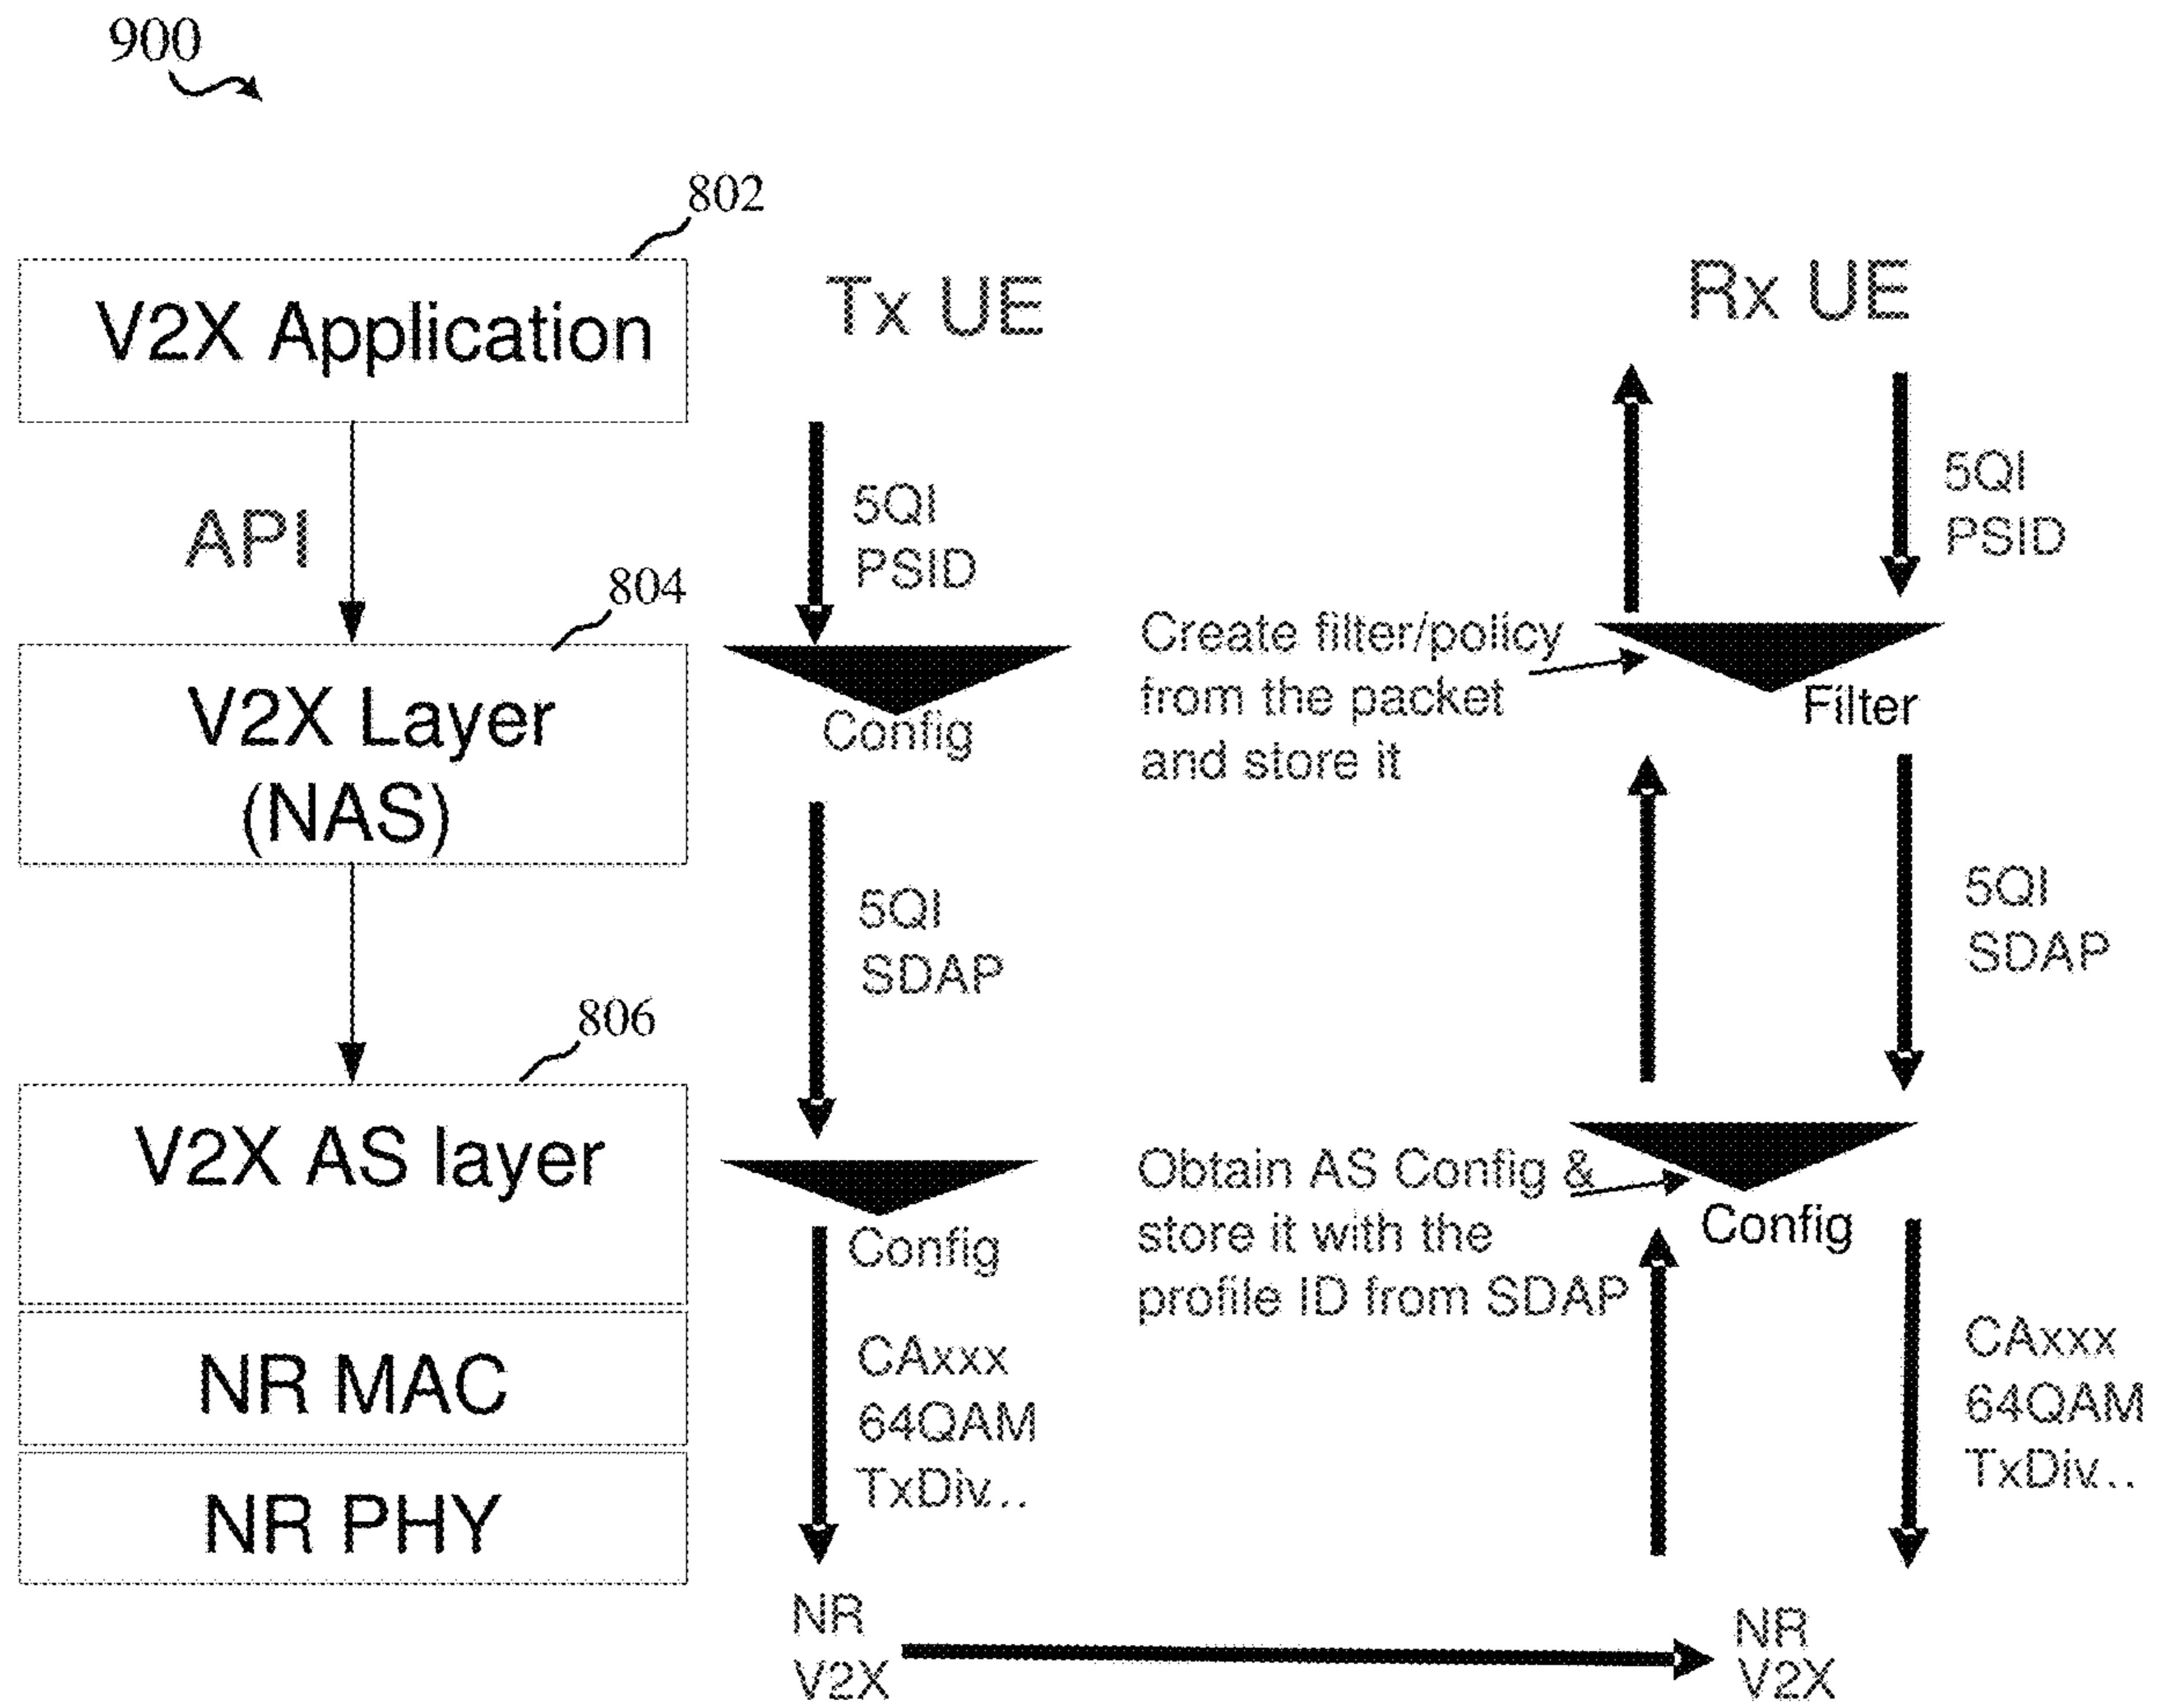 900
802
V2X Application
Tx UE
Rx UE
API
5QI
PSID
5QI
PSID
804
V2X Layer
(NAS)
Config
Create filter/policy
from the packet
and store it
Filter
5QI
SDAP
5QI
SDAP
806
V2X AS layer
Config
Obtain AS Config &
store it with the
profile ID from SDAP
Config
NR MAC
NR PHY
CAxxx
64QAM
TxDiv...
CAxxx
64QAM
TxDiv...
NR
V2X
NR
V2X